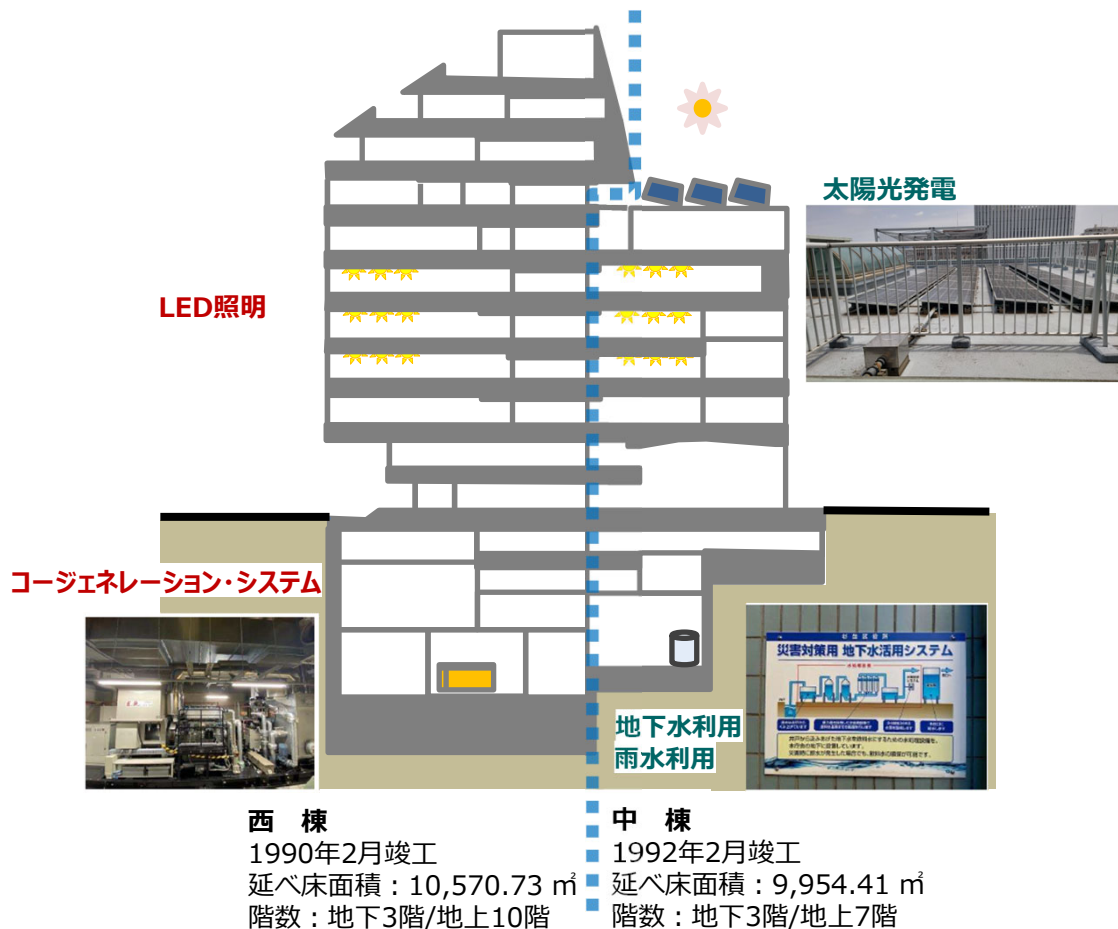 太陽光発電
LED照明
コージェネレーション・システム
杉並区役所
災害対策用 地下水活用システム
地下水利用
雨水利用
西 棟
1990年2月竣工
延べ床面積：10,570.73 ㎡
階数：地下3階/地上10階
中 棟
1992年2月竣工
延べ床面積：9,954.41 ㎡
階数：地下3階/地上7階